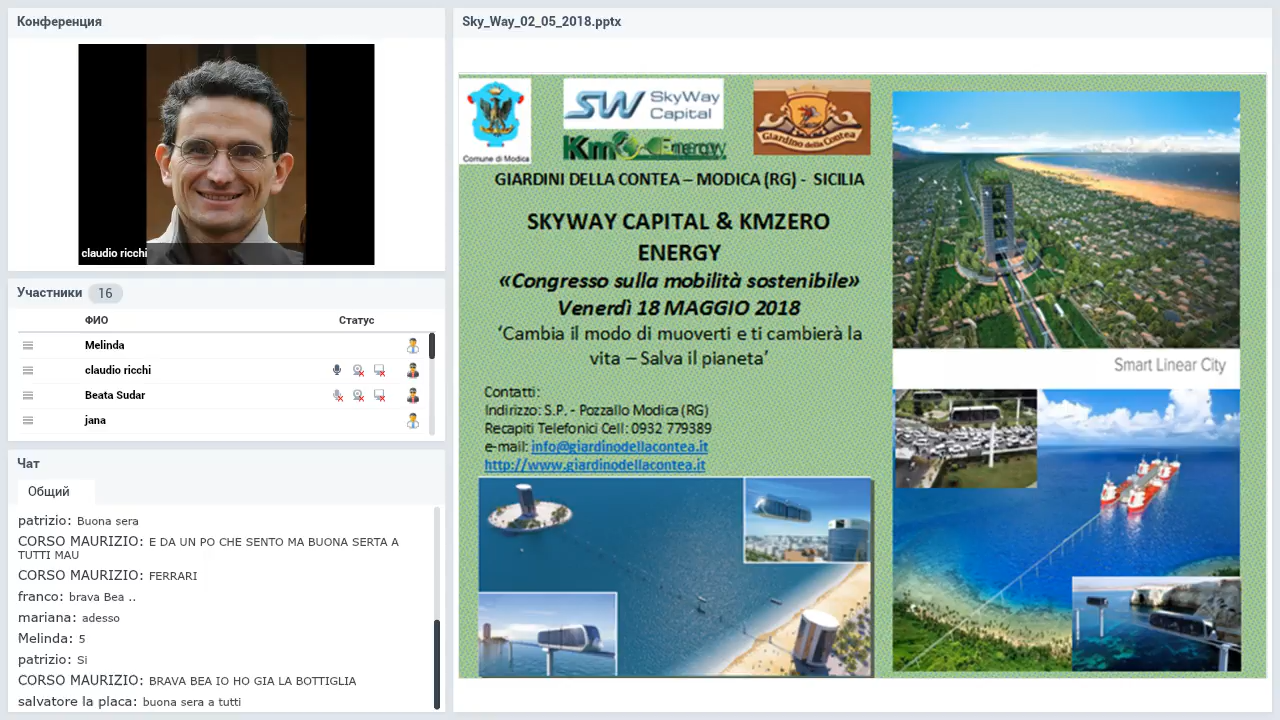 Конференция
claudio ricchi
Участники 16
ФИО Статус
Melinda
claudio ricchi
Beata Sudar
jana
Чат
Общий
patrizio: Buona sera
CORSO MAURIZIO: E DA UN PO CHE SENTO MA BUONA SERTA A
TUTTI MAU
CORSO MAURIZIO: FERRARI
franco: brava Bea ..
mariana: adesso
Melinda: 5
patrizio: Si
CORSO MAURIZIO: BRAVA BEA IO HO GIA LA BOTTIGLIA
salvatore la placa: buona sera a tutti
Sky_Way_02_05_2018.pptx
Comune di Modica
SW SkyWay
Capital
Km Energy
Giardino della Contea
GIARDINI DELLA CONTEA – MODICA (RG) - SICILIA
SKYWAY CAPITAL & KMZERO
ENERGY
«Congresso sulla mobilità sostenibile»
Venerdì 18 MAGGIO 2018
‘Cambia il modo di muoverti e ti cambierà la
vita – Salva il pianeta’
Contatti:
Indirizzo: S.P. - Pozzallo Modica (RG)
Recapiti Telefonici Cell: 0932 779389
e-mail: info@giardinodellacontea.it
http://www.giardinodellacontea.it
Smart Linear City